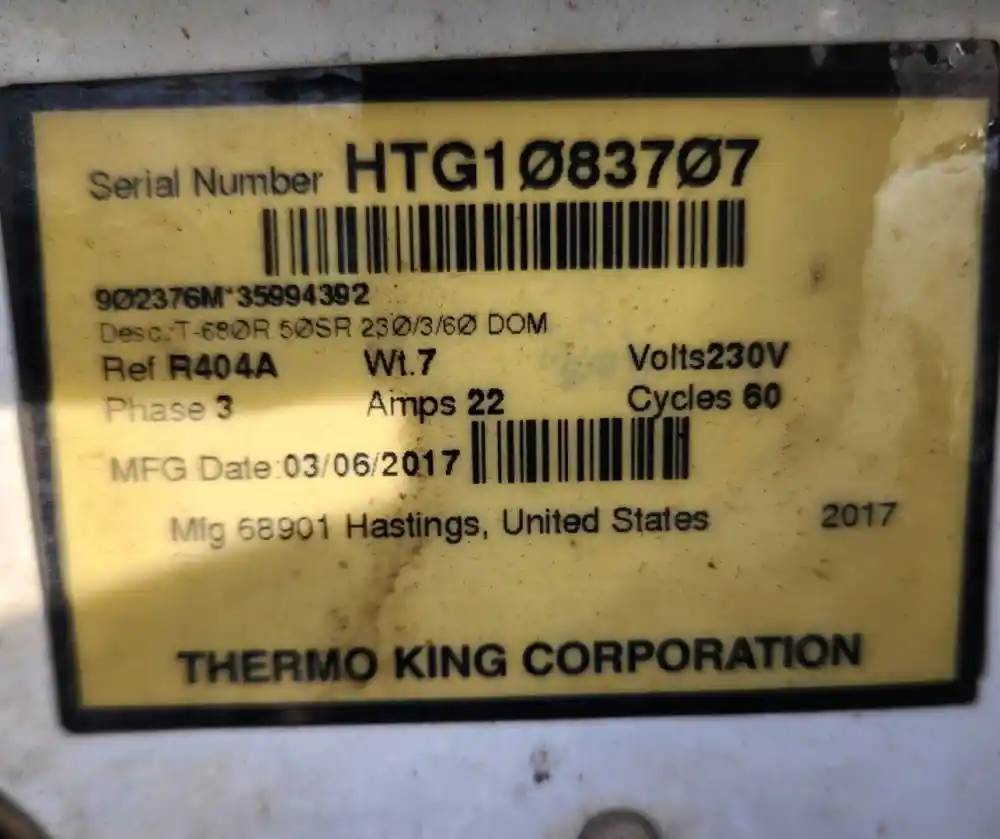 Serial Number HTG1Ø837Ø7
9Ø2376M*35994392
Desc.:T-68ØR 5ØSR 23Ø/3/6Ø DOM
Ref R404A Wt.7 Volts230V
Phase 3 Amps 22 Cycles 60
MFG Date:03/06/2017
Mfg 68901 Hastings, United States 2017
THERMO KING CORPORATION